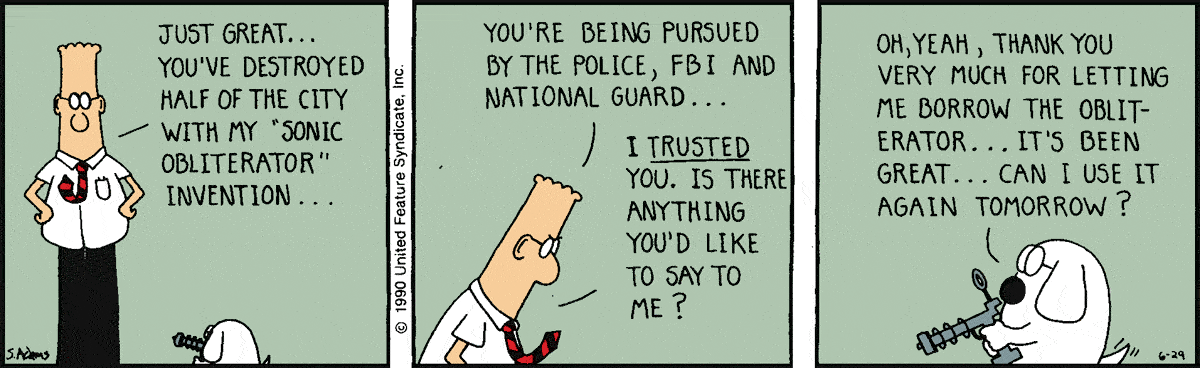 JUST GREAT...
YOU'VE DESTROYED
HALF OF THE CITY
WITH MY "SONIC
OBLITERATOR"
INVENTION...
S.Adams
© 1990 United Feature Syndicate, Inc.
YOU'RE BEING PURSUED
BY THE POLICE, FBI AND
NATIONAL GUARD...
I TRUSTED
YOU. IS THERE
ANYTHING
YOU'D LIKE
TO SAY TO
ME?
OH, YEAH, THANK YOU
VERY MUCH FOR LETTING
ME BORROW THE OBLIT-
ERATOR... IT'S BEEN
GREAT... CAN I USE IT
AGAIN TOMORROW?
6-29